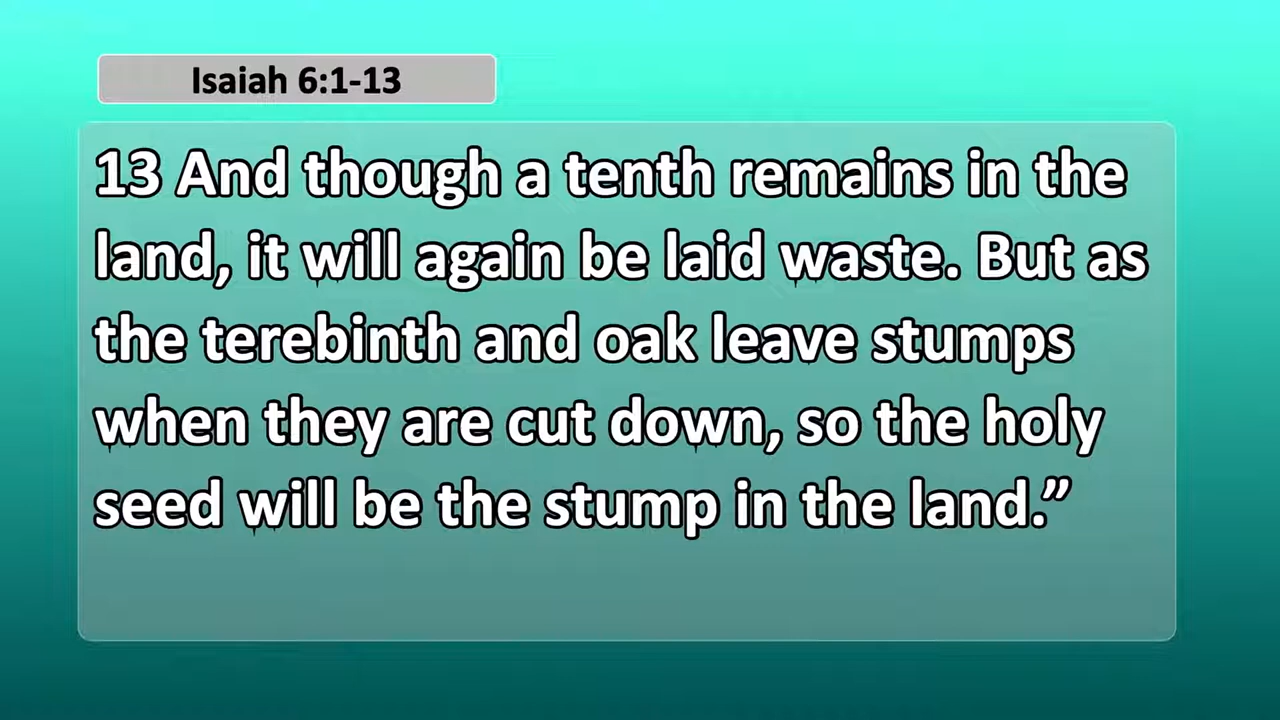 Isaiah 6:1-13
13 And though a tenth remains in the
land, it will again be laid waste. But as
the terebinth and oak leave stumps
when they are cut down, so the holy
seed will be the stump in the land.”